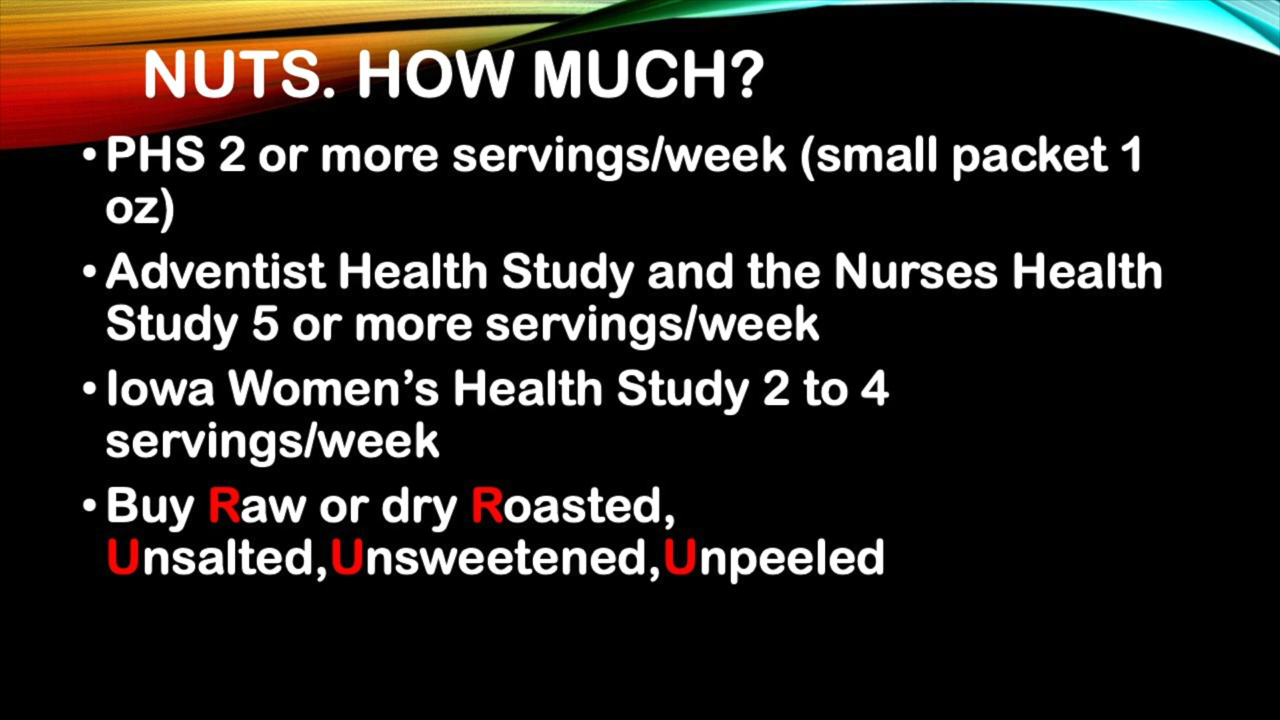 NUTS. HOW MUCH?
•PHS 2 or more servings/week (small packet 1
oz)
•Adventist Health Study and the Nurses Health
Study 5 or more servings/week
•Iowa Women’s Health Study 2 to 4
servings/week
•Buy Raw or dry Roasted,
Unsalted,Unsweetened,Unpeeled